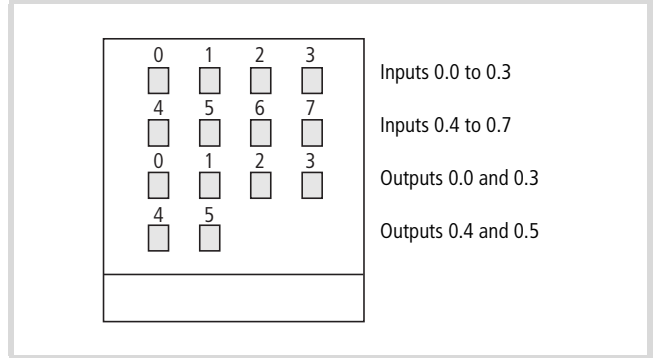 0 1 2 3
Inputs 0.0 to 0.3
4 5 6 7
Inputs 0.4 to 0.7
0 1 2 3
Outputs 0.0 and 0.3
4 5
Outputs 0.4 and 0.5